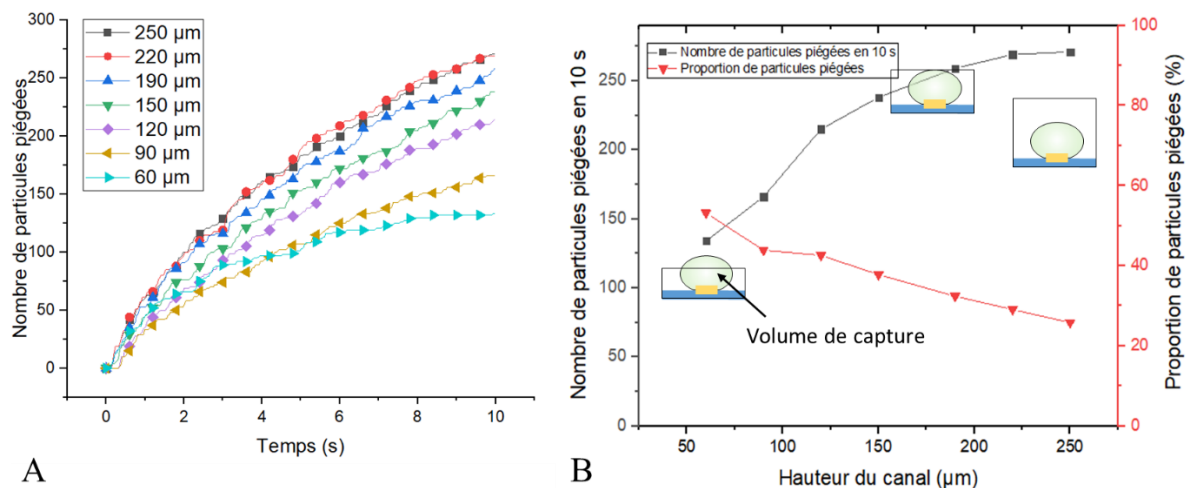 Nombre de particules piégées
300
250
200
150
100
50
0
0
2
4
6
8
10
Temps (s)
250 µm
220 µm
190 µm
150 µm
120 µm
90 µm
60 µm
A
Nombre de particules piégées en 10 s
250
200
150
100
75
50
25
0
50
100
150
200
250
Hauteur du canal (µm)
Nombre de particules piégées en 10 s
Proportion de particules piégées
Volume de capture
100
80
60
40
20
0
Proportion de particules piégées (%)
B